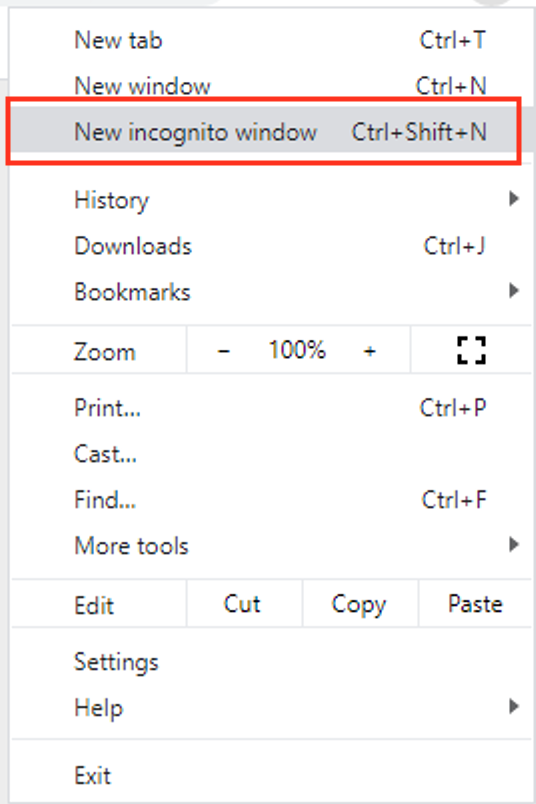 New tab Ctrl+T
New window Ctrl+N
New incognito window Ctrl+Shift+N
History
Downloads Ctrl+J
Bookmarks
Zoom - 100% +
Print... Ctrl+P
Cast...
Find... Ctrl+F
More tools
Edit Cut Copy Paste
Settings
Help
Exit